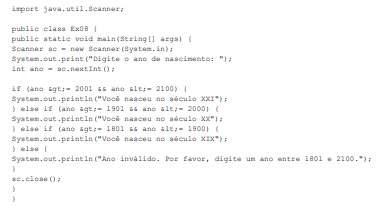 import java.util.Scanner;
public class Ex08 {
public static void main(String[] args) {
Scanner sc = new Scanner(System.in);
System.out.print("Digite o ano de nascimento: ");
int ano = sc.nextInt();
if (ano &gt;= 2001 && ano &lt;= 2100) {
System.out.println("Você nasceu no século XXI");
} else if (ano &gt;= 1901 && ano &lt;= 2000) {
System.out.println("Você nasceu no século XX");
} else if (ano &gt;= 1801 && ano &lt;= 1900) {
System.out.println("Você nasceu no século XIX");
} else {
System.out.println("Ano inválido. Por favor, digite um ano entre 1801 e 2100.");
}
sc.close();
}
}